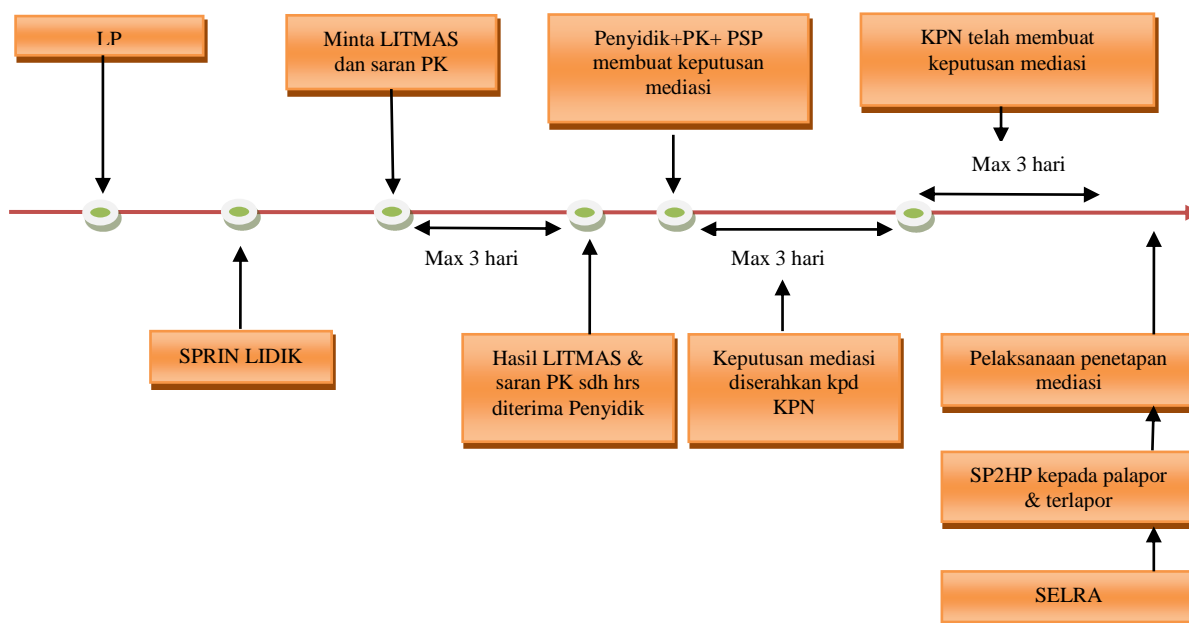 LP
Minta LITMAS
dan saran PK
Penyidik+PK+ PSP
membuat keputusan
mediasi
KPN telah membuat
keputusan mediasi
Max 3 hari
Max 3 hari
Max 3 hari
SPRIN LIDIK
Hasil LITMAS &
saran PK sdh hrs
diterima Penyidik
Keputusan mediasi
diserahkan kpd
KPN
Pelaksanaan penetapan
mediasi
SP2HP kepada palapor
& terlapor
SELRA